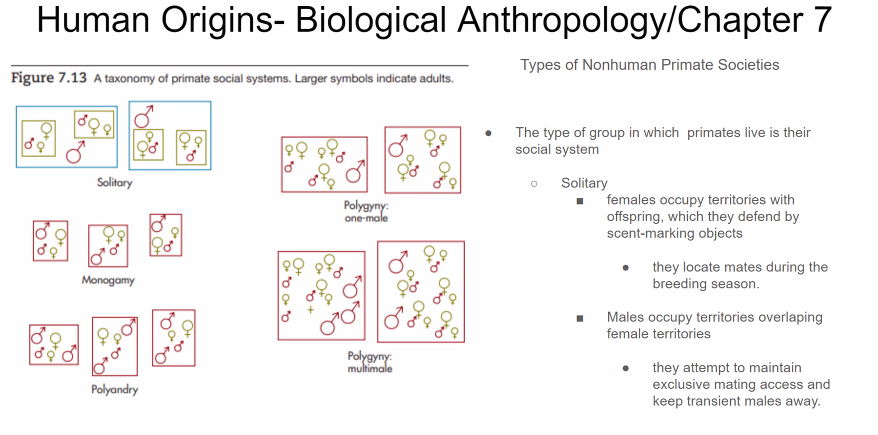 Human Origins- Biological Anthropology/Chapter 7
Figure 7.13 A taxonomy of primate social systems. Larger symbols indicate adults.
Solitary
Monogamy
Polyandry
Polygyny:
one-male
Polygyny:
multimale
Types of Nonhuman Primate Societies
● The type of group in which primates live is their
social system
○ Solitary
■ females occupy territories with
offspring, which they defend by
scent-marking objects
● they locate mates during the
breeding season.
■ Males occupy territories overlaping
female territories
● they attempt to maintain
exclusive mating access and
keep transient males away.